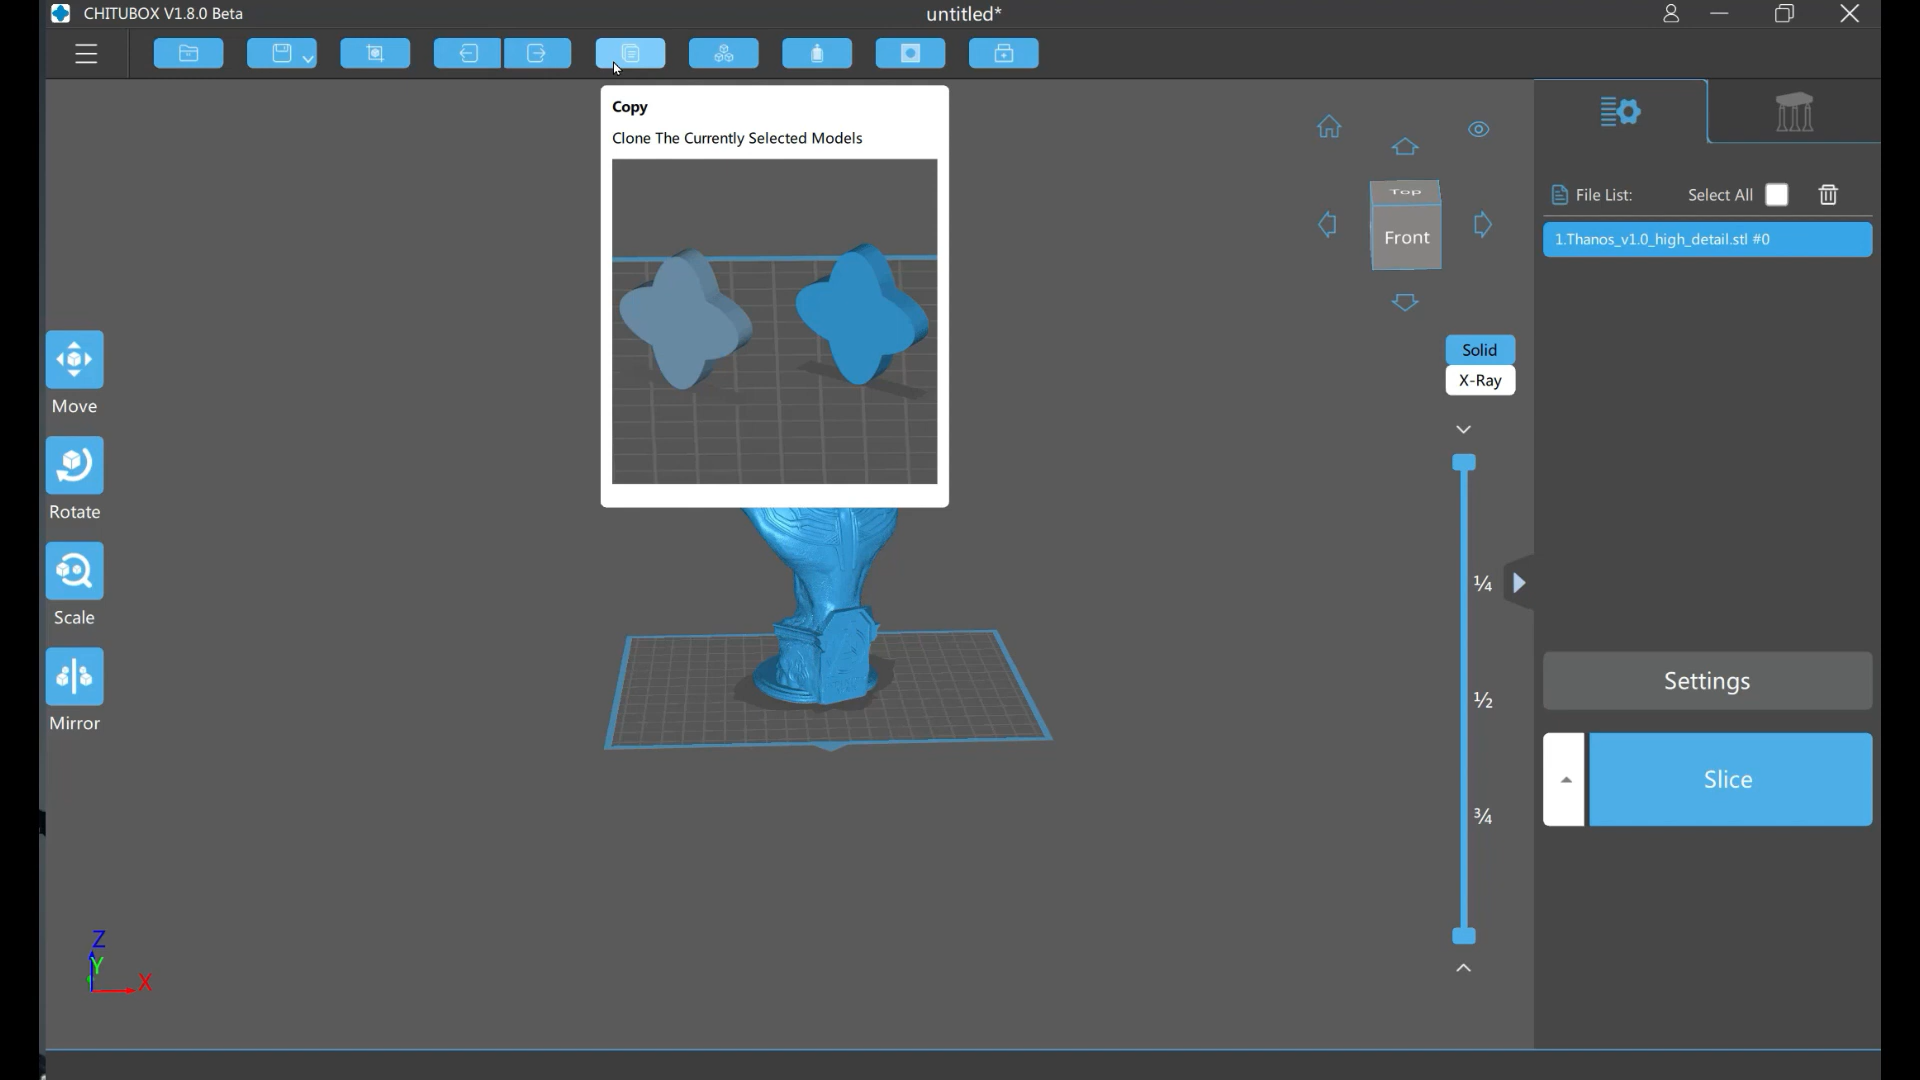 CHITUBOX V1.8.0 Beta
untitled*
Copy
Clone The Currently Selected Models
Top
Front
File List:
Select All
1.Thanos_v1.0_high_detail.stl #0
Solid
X-Ray
Move
Rotate
Scale
Mirror
¼
½
¾
Settings
Slice
Z
Y
X